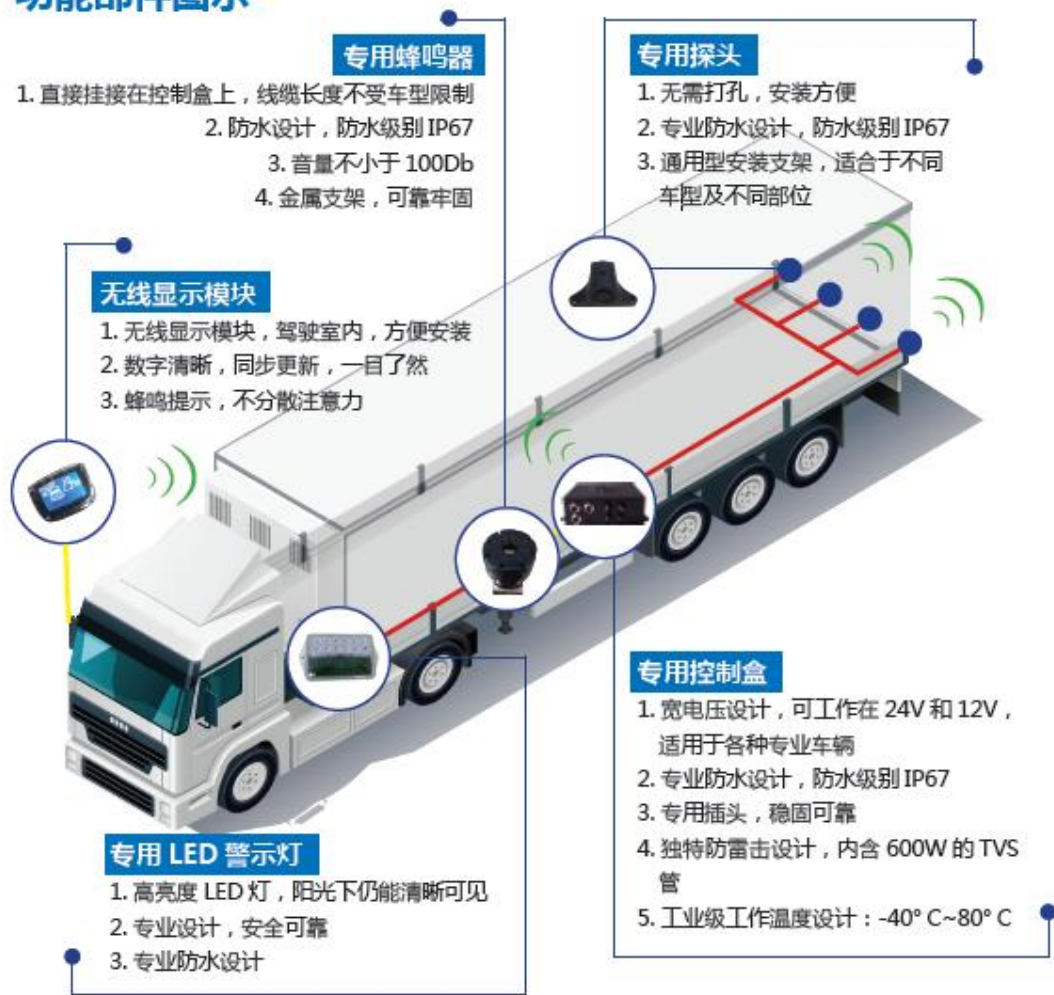 功能部件图示
专用蜂鸣器
1. 直接挂接在控制盒上，线缆长度不受车型限制
2. 防水设计，防水级别 IP67
3. 音量不小于 100Db
4. 金属支架，可靠牢固
专用探头
1. 无需打孔，安装方便
2. 专业防水设计，防水级别 IP67
3. 通用型安装支架，适合于不同
车型及不同部位
无线显示模块
1. 无线显示模块，驾驶室内，方便安装
2. 数字清晰，同步更新，一目了然
3. 蜂鸣提示，不分散注意力
专用控制盒
1. 宽电压设计，可工作在 24V 和 12V，
适用于各种专业车辆
2. 专业防水设计，防水级别 IP67
3. 专用插头，稳固可靠
4. 独特防雷击设计，内含 600W 的 TVS
管
5. 工业级工作温度设计：-40° C~80° C
专用 LED 警示灯
1. 高亮度 LED 灯，阳光下仍能清晰可见
2. 专业设计，安全可靠
3. 专业防水设计